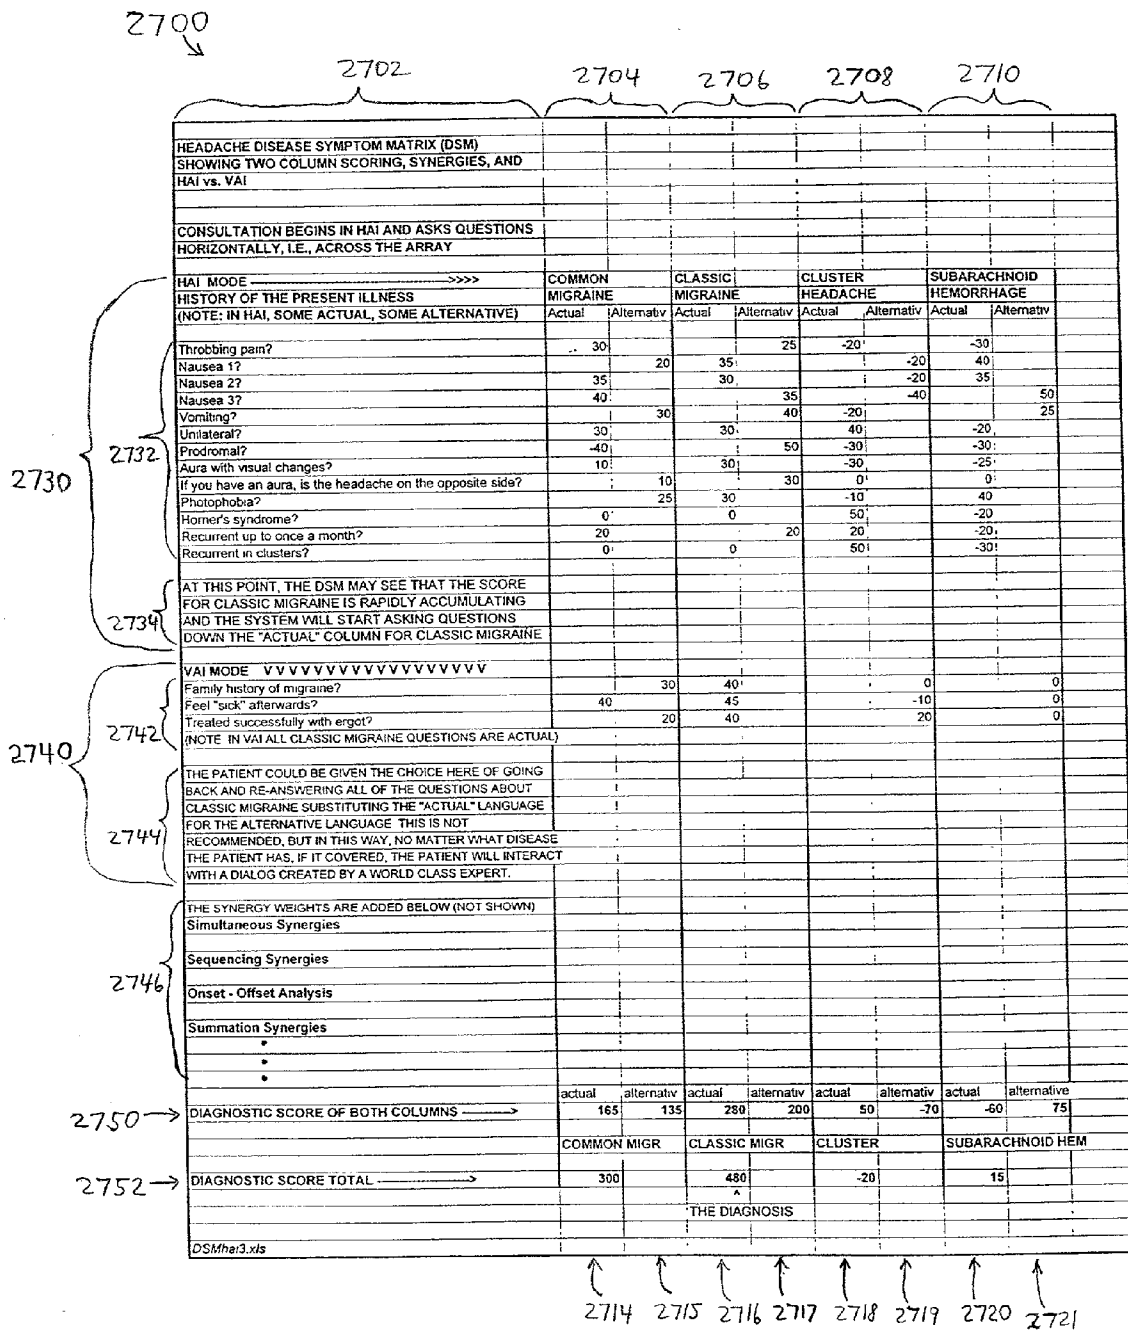 2700
2702 2704 2706 2708 2710
HEADACHE DISEASE SYMPTOM MATRIX (DSM)
SHOWING TWO COLUMN SCORING, SYNERGIES, AND
HAI vs. VAI
CONSULTATION BEGINS IN HAI AND ASKS QUESTIONS
HORIZONTALLY, I.E., ACROSS THE ARRAY
HAI MODE >>>> COMMON CLASSIC CLUSTER SUBARACHNOID
HISTORY OF THE PRESENT ILLNESS MIGRAINE MIGRAINE HEADACHE HEMORRHAGE
(NOTE: IN HAI, SOME ACTUAL, SOME ALTERNATIVE) Actual Alternativ Actual Alternativ Actual Alternativ Actual Alternativ
Throbbing pain? 30 25 -20 -30
Nausea 1? 20 35 -20 40
Nausea 2? 35 30 -20 35
Nausea 3? 40 35 -40 50
Vomiting? 30 40 -20 25
Unilateral? 30 30 40 -20
2732 Prodromal? -40 50 -30 -30
Aura with visual changes? 10 30 -30 -25
2730 If you have an aura, is the headache on the opposite side? 10 30 0 0
Photophobia? 25 30 -10 40
Horner's syndrome? 0 0 50 -20
Recurrent up to once a month? 20 20 20 -20
Recurrent in clusters? 0 0 50 -30
AT THIS POINT, THE DSM MAY SEE THAT THE SCORE
FOR CLASSIC MIGRAINE IS RAPIDLY ACCUMULATING
2734 AND THE SYSTEM WILL START ASKING QUESTIONS
DOWN THE "ACTUAL" COLUMN FOR CLASSIC MIGRAINE
VAI MODE V V V V V V V V V V V V V V V V V V
Family history of migraine? 30 40 0 0
Feel "sick" afterwards? 40 45 -10 0
2742 Treated successfully with ergot? 20 40 20 0
2740 (NOTE IN VAI ALL CLASSIC MIGRAINE QUESTIONS ARE ACTUAL)
THE PATIENT COULD BE GIVEN THE CHOICE HERE OF GOING
BACK AND RE-ANSWERING ALL OF THE QUESTIONS ABOUT
CLASSIC MIGRAINE SUBSTITUTING THE "ACTUAL" LANGUAGE
FOR THE ALTERNATIVE LANGUAGE THIS IS NOT
2744 RECOMMENDED, BUT IN THIS WAY, NO MATTER WHAT DISEASE
THE PATIENT HAS, IF IT COVERED, THE PATIENT WILL INTERACT
WITH A DIALOG CREATED BY A WORLD CLASS EXPERT.
THE SYNERGY WEIGHTS ARE ADDED BELOW (NOT SHOWN)
Simultaneous Synergies
Sequencing Synergies
2746
Onset - Offset Analysis
Summation Synergies
actual alternativ actual alternativ actual alternativ actual alternative
2750 DIAGNOSTIC SCORE OF BOTH COLUMNS 165 135 280 200 50 -70 -60 75
COMMON MIGR CLASSIC MIGR CLUSTER SUBARACHNOID HEM
2752 DIAGNOSTIC SCORE TOTAL 300 480 -20 15
^
THE DIAGNOSIS
DSMhai3.xls
2714 2715 2716 2717 2718 2719 2720 2721